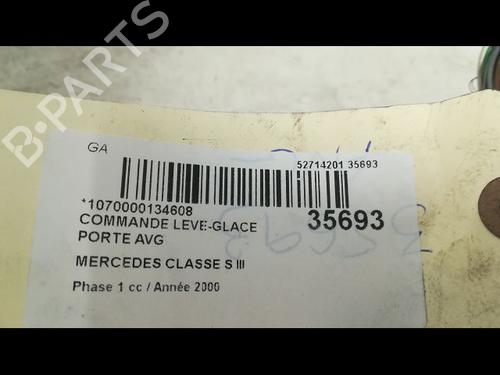 B-PARTS
GA
52714201 35693
*1070000134608
COMMANDE LEVE-GLACE
35693
PORTE AVG
MERCEDES CLASSE S III
Phase 1 cc / Année 2000